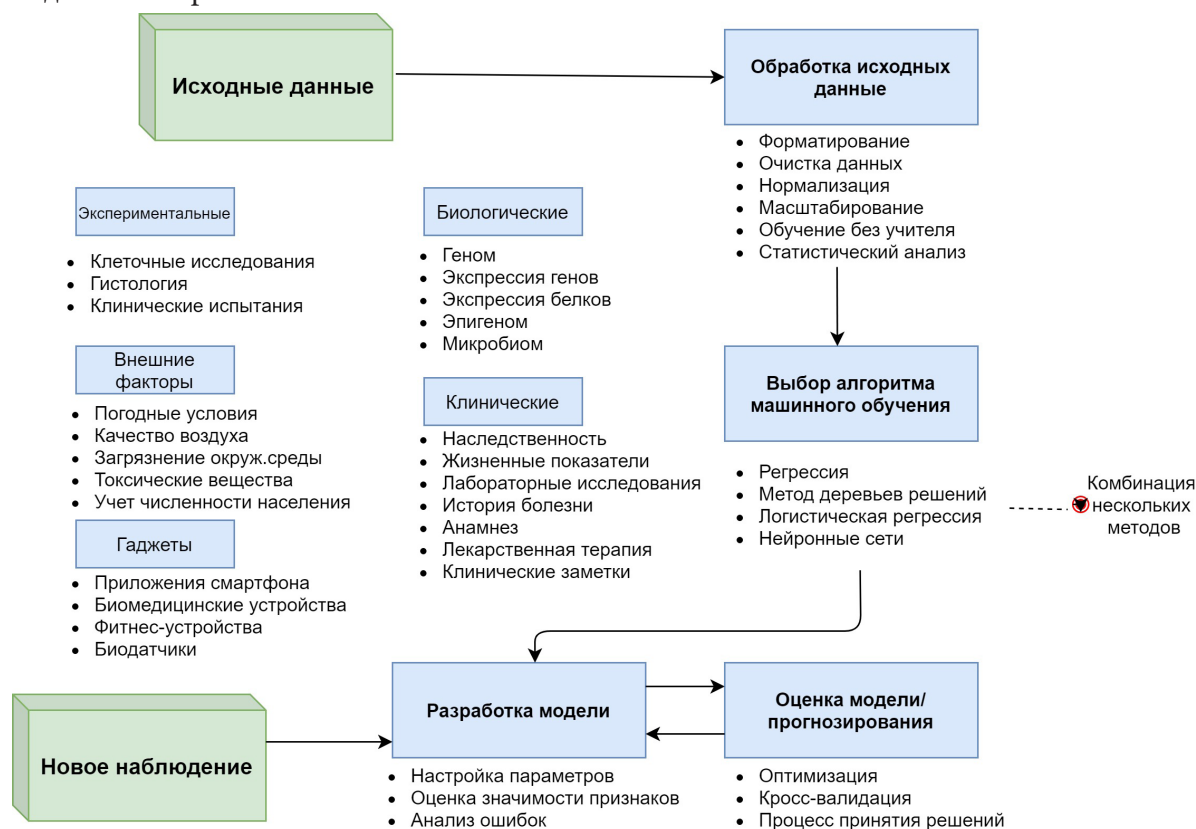 Исходные данные
Обработка исходных
данных
• Форматирование
• Очистка данных
• Нормализация
• Масштабирование
• Обучение без учителя
• Статистический анализ
Экспериментальные
• Клеточные исследования
• Гистология
• Клинические испытания
Биологические
• Геном
• Экспрессия генов
• Экспрессия белков
• Эпигеном
• Микробиом
Внешние
факторы
• Погодные условия
• Качество воздуха
• Загрязнение окруж.среды
• Токсические вещества
• Учет численности населения
Клинические
• Наследственность
• Жизненные показатели
• Лабораторные исследования
• История болезни
• Анамнез
• Лекарственная терапия
• Клинические заметки
Выбор алгоритма
машинного обучения
• Регрессия
• Метод деревьев решений
• Логистическая регрессия
• Нейронные сети
Комбинация
нескольких
методов
Гаджеты
• Приложения смартфона
• Биомедицинские устройства
• Фитнес-устройства
• Биодатчики
Новое наблюдение
Разработка модели
• Настройка параметров
• Оценка значимости признаков
• Анализ ошибок
Оценка модели/
прогнозирования
• Оптимизация
• Кросс-валидация
• Процесс принятия решений